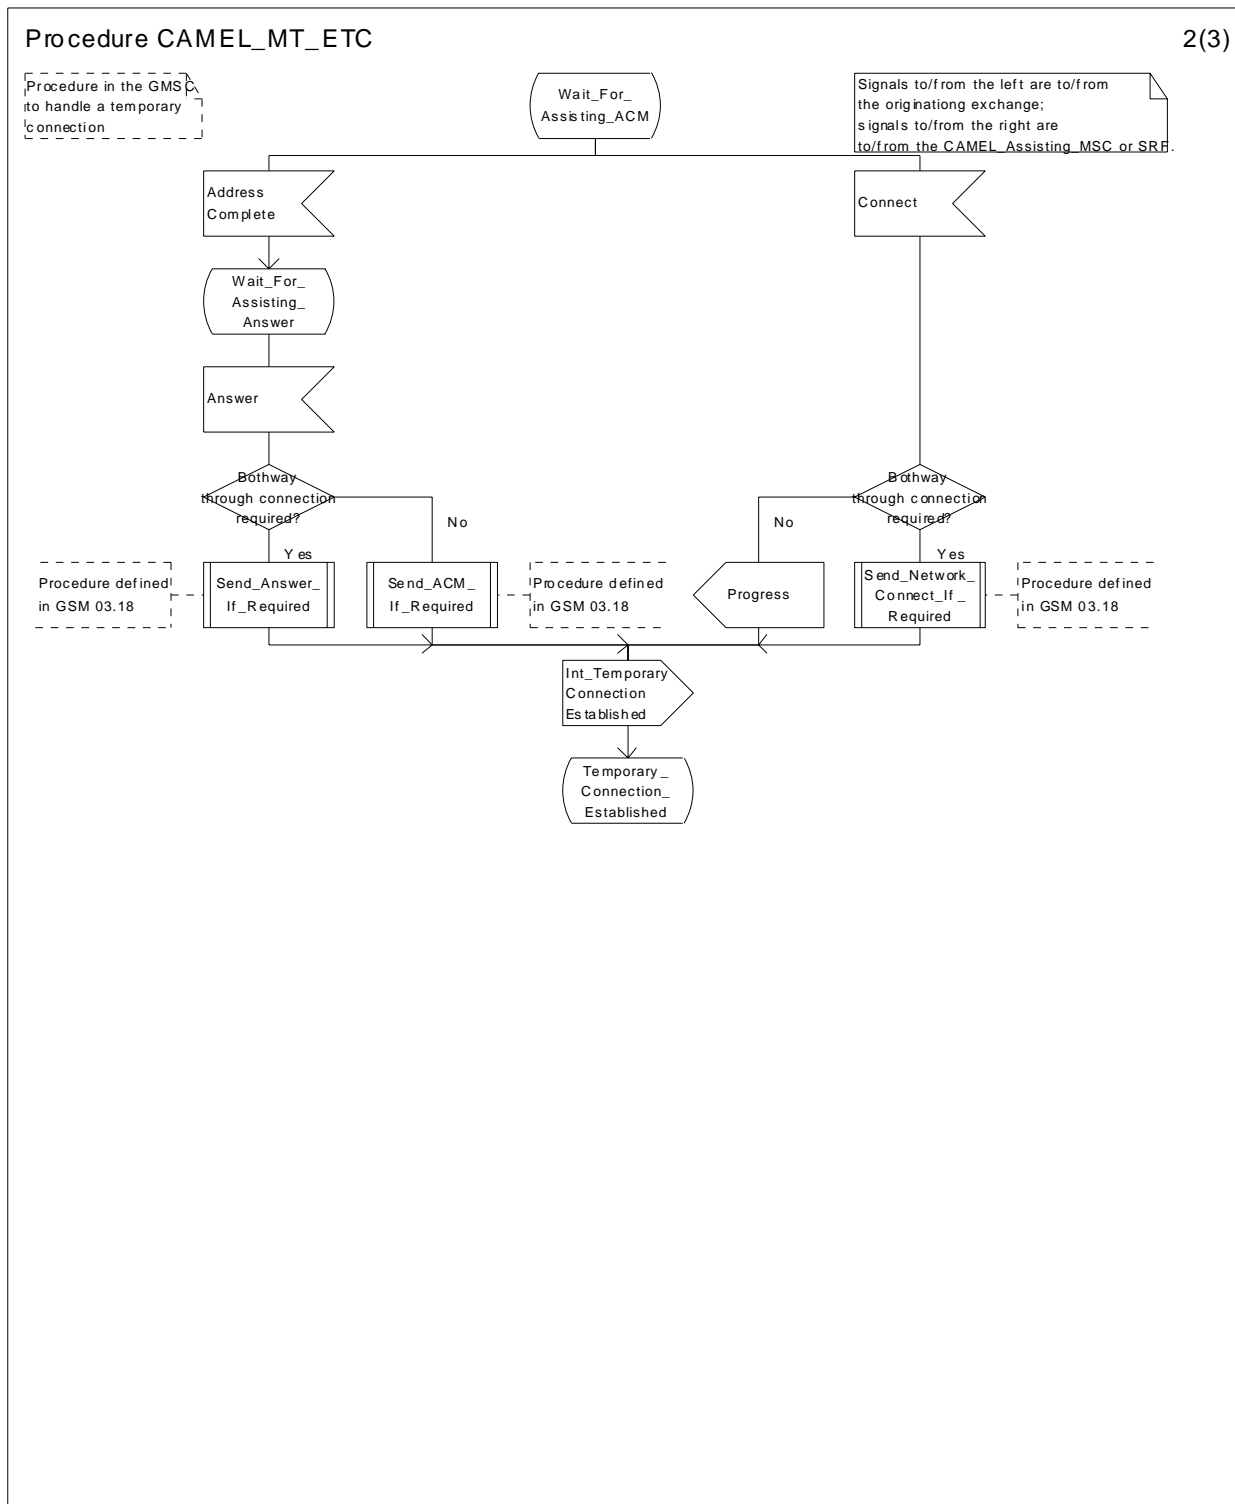 Procedure CAMEL_MT_ETC
2(3)
Procedure in the GMSC
to handle a temporary
connection
Wait_For_
Assisting_ACM
Signals to/from the left are to/from
the originationg exchange;
signals to/from the right are
to/from the CAMEL_Assisting_MSC or SRF.
Address
Complete
Connect
Wait_For_
Assisting_
Answer
Answer
Bothway
through connection
required?
No
Yes
Bothway
through connection
required?
No
Yes
Procedure defined
in GSM 03.18
Send_Answer_
If_Required
Send_ACM_
If_Required
Procedure defined
in GSM 03.18
Progress
Send_Network_
Connect_If_
Required
Procedure defined
in GSM 03.18
Int_Temporary
Connection
Established
Temporary_
Connection_
Established